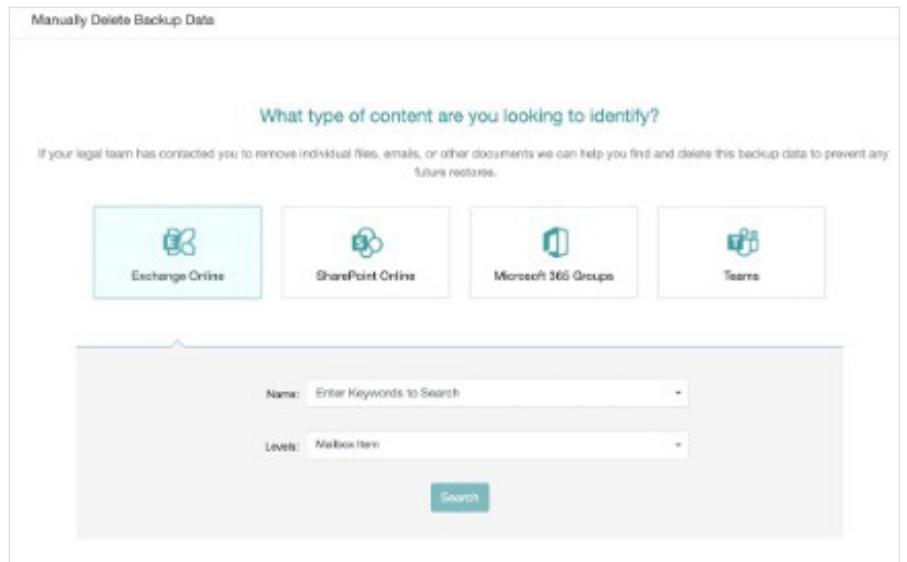 Manually Delete Backup Data
What type of content are you looking to identify?
If your legal team has contacted you to remove individual files, emails, or other documents we can help you find and delete this backup data to prevent any
future restores.
E
Exchange Online
S
SharePoint Online
Microsoft 365 Groups
T
Teams
Name: Enter Keywords to Search
Levels: Mailbox Item
Search